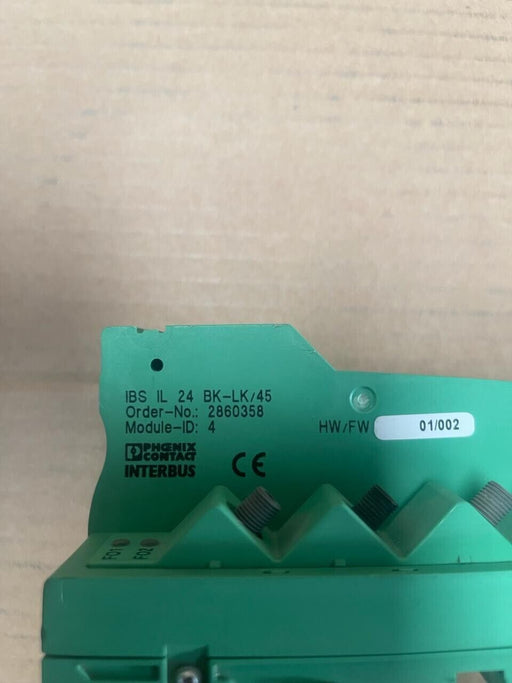 IBS IL 24 BK-LK/45
Order-No.: 2860358
Module-ID: 4
HW/FW 01/002
PHOENIX
CONTACT
INTERBUS
CE
FO1
FO2